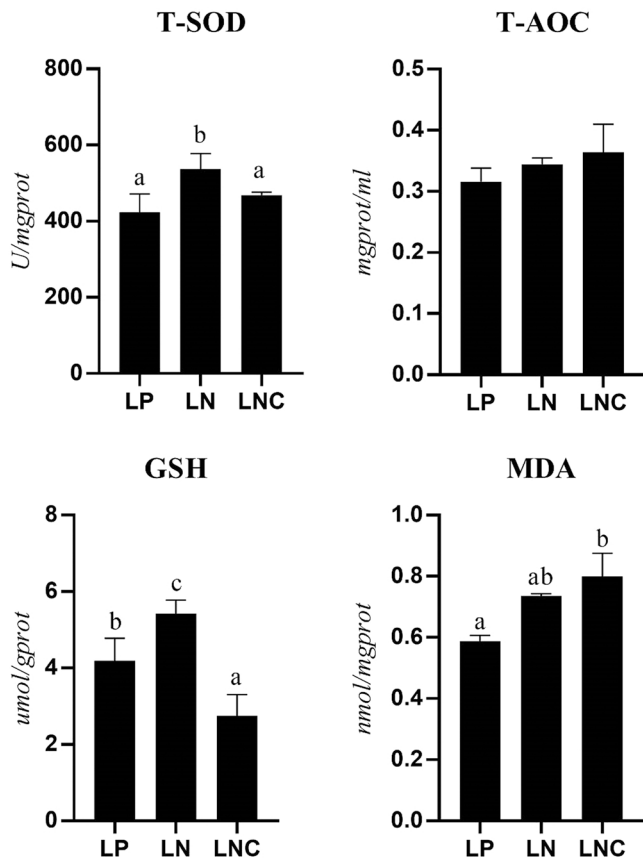 T-SOD
800
600
400
200
0
U/mgprot
a
b
a
LP LN LNC
T-AOC
0.5
0.4
0.3
0.2
0.1
0.0
mgprot/ml
LP LN LNC
GSH
8
6
4
2
0
umol/gprot
b
c
a
LP LN LNC
MDA
1.0
0.8
0.6
0.4
0.2
0.0
nmol/mgprot
a
ab
b
LP LN LNC